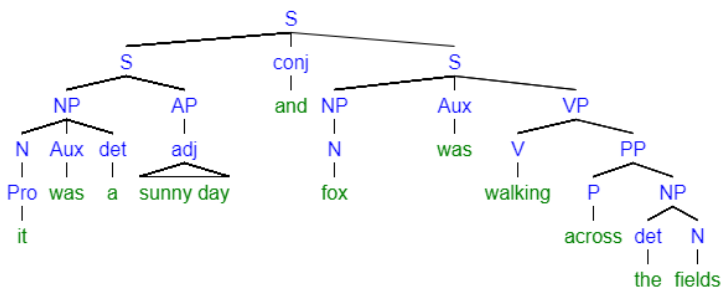 S
S conj S
NP AP and NP Aux VP
N Aux det adj N was V PP
Pro was a sunny day fox walking P NP
it across det N
the fields